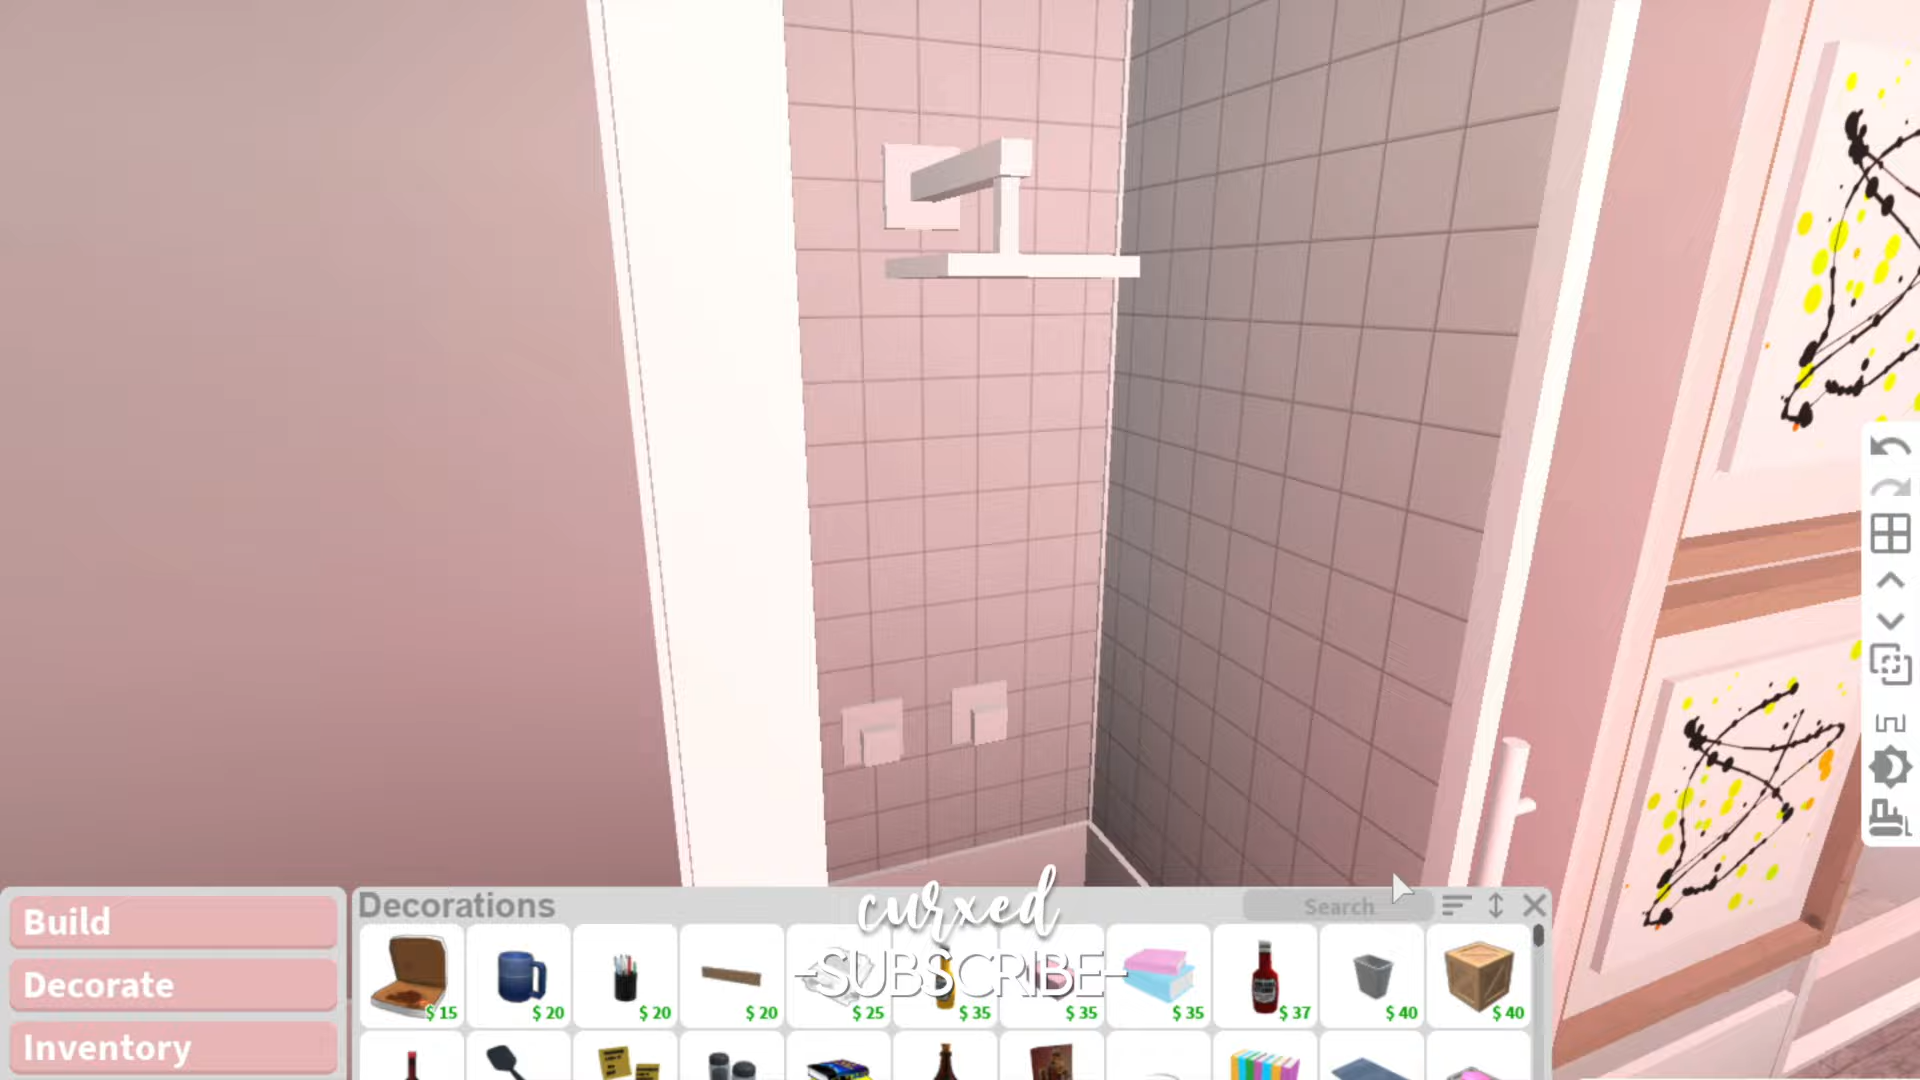 Build
Decorate
Inventory
Decorations
Search
curxed
-SUBSCRIBE-
$ 15
$ 20
$ 20
$ 20
$ 25
$ 35
$ 35
$ 35
$ 37
$ 40
$ 40